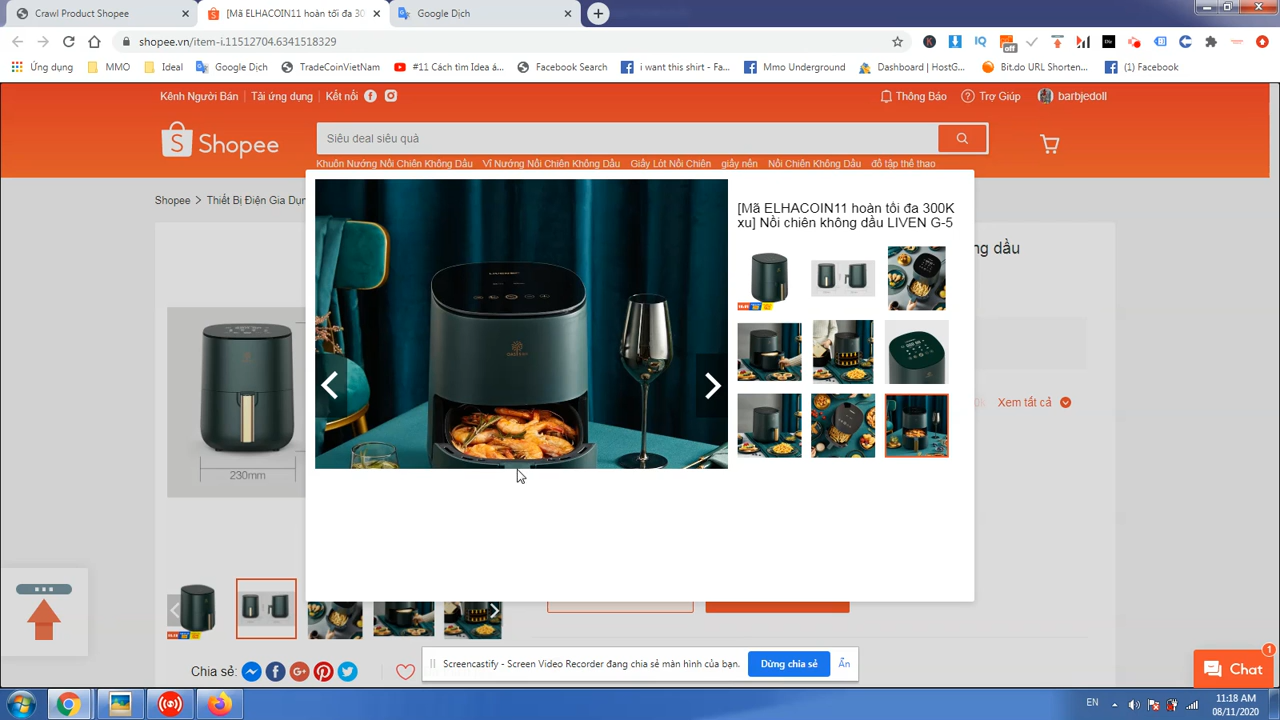 Crawl Product Shopee
[Mã ELHACOIN11 hoàn tối đa 30
Google Dịch
shopee.vn/item-i.11512704.6341518329
off
Ứng dụng
MMO
Ideal
Google Dịch
TradeCoinVietNam
#11 Cách tìm Idea á...
Facebook Search
i want this shirt - Fa...
Mmo Underground
Dashboard | HostG...
Bit.do URL Shorten...
(1) Facebook
Kênh Người Bán
Tải ứng dụng
Kết nối
Thông Báo
Trợ Giúp
barbjedoll
Shopee
Siêu deal siêu quà
Khuôn Nướng Nồi Chiên Không Dầu
Vỉ Nướng Nồi Chiên Không Dầu
Giấy Lót Nồi Chiên
giấy nến
Nồi Chiên Không Dầu
đồ tập thể thao
Shopee > Thiết Bị Điện Gia Dụn
[Mã ELHACOIN11 hoàn tối đa 300K
xu] Nồi chiên không dầu LIVEN G-5
ng dầu
Xem tất cả
230mm
Chia sẻ:
Screencastify - Screen Video Recorder đang chia sẻ màn hình của bạn.
Dừng chia sẻ
Ẩn
1
Chat
EN
11:18 AM
08/11/2020